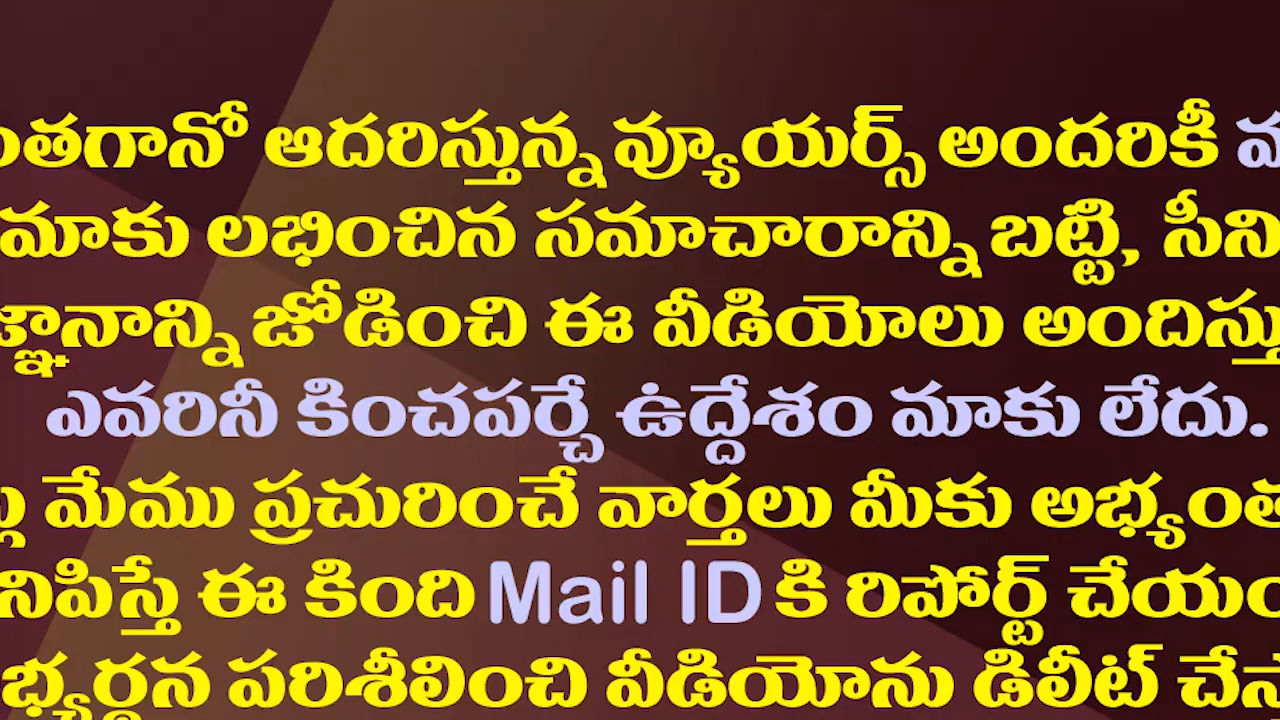 ఆదరిస్తున్న వ్యూయర్స్ అందరికీ
మాకు లభించిన సమాచారాన్ని బట్టి,
జోడించి ఈ వీడియోలు
ఎవరినీ కించపర్చే ఉద్దేశం మాకు లేదు.
మేము ప్రచురించే వార్తలు మీకు
ఈ కింది Mail ID కి రిపోర్ట్
పరిశీలించి వీడియోను డిలీట్